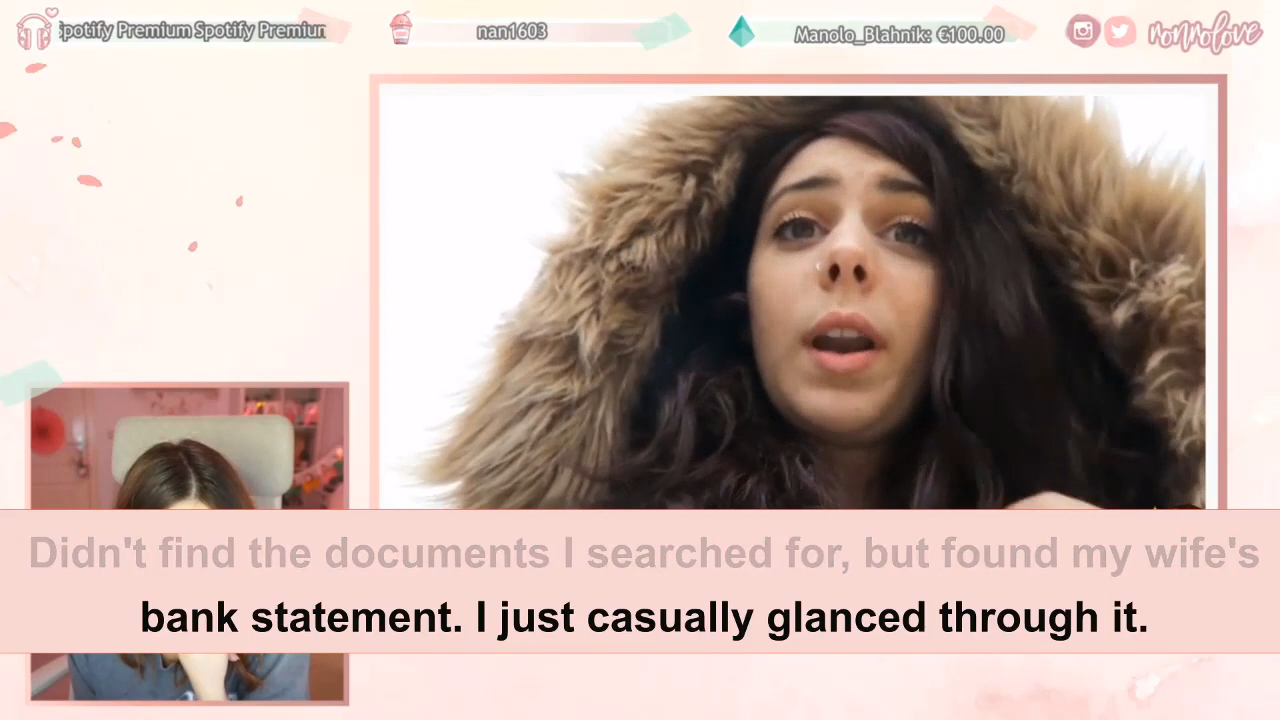 Spotify Premium Spotify Premium
nan1603
Manolo_Blahnik: €100.00
nonnolove
Didn't find the documents I searched for, but found my wife's
bank statement. I just casually glanced through it.